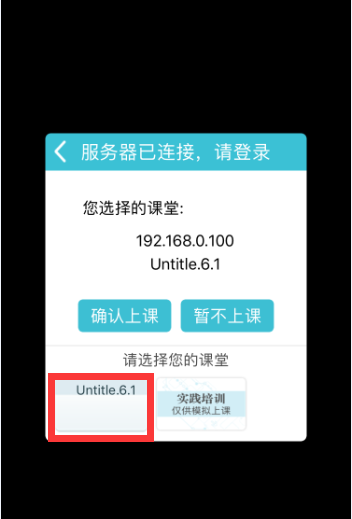 服务器已连接，请登录
您选择的课堂:
192.168.0.100
Untitle.6.1
确认上课 暂不上课
请选择您的课堂
Untitle.6.1
实践培训
仅供模拟上课